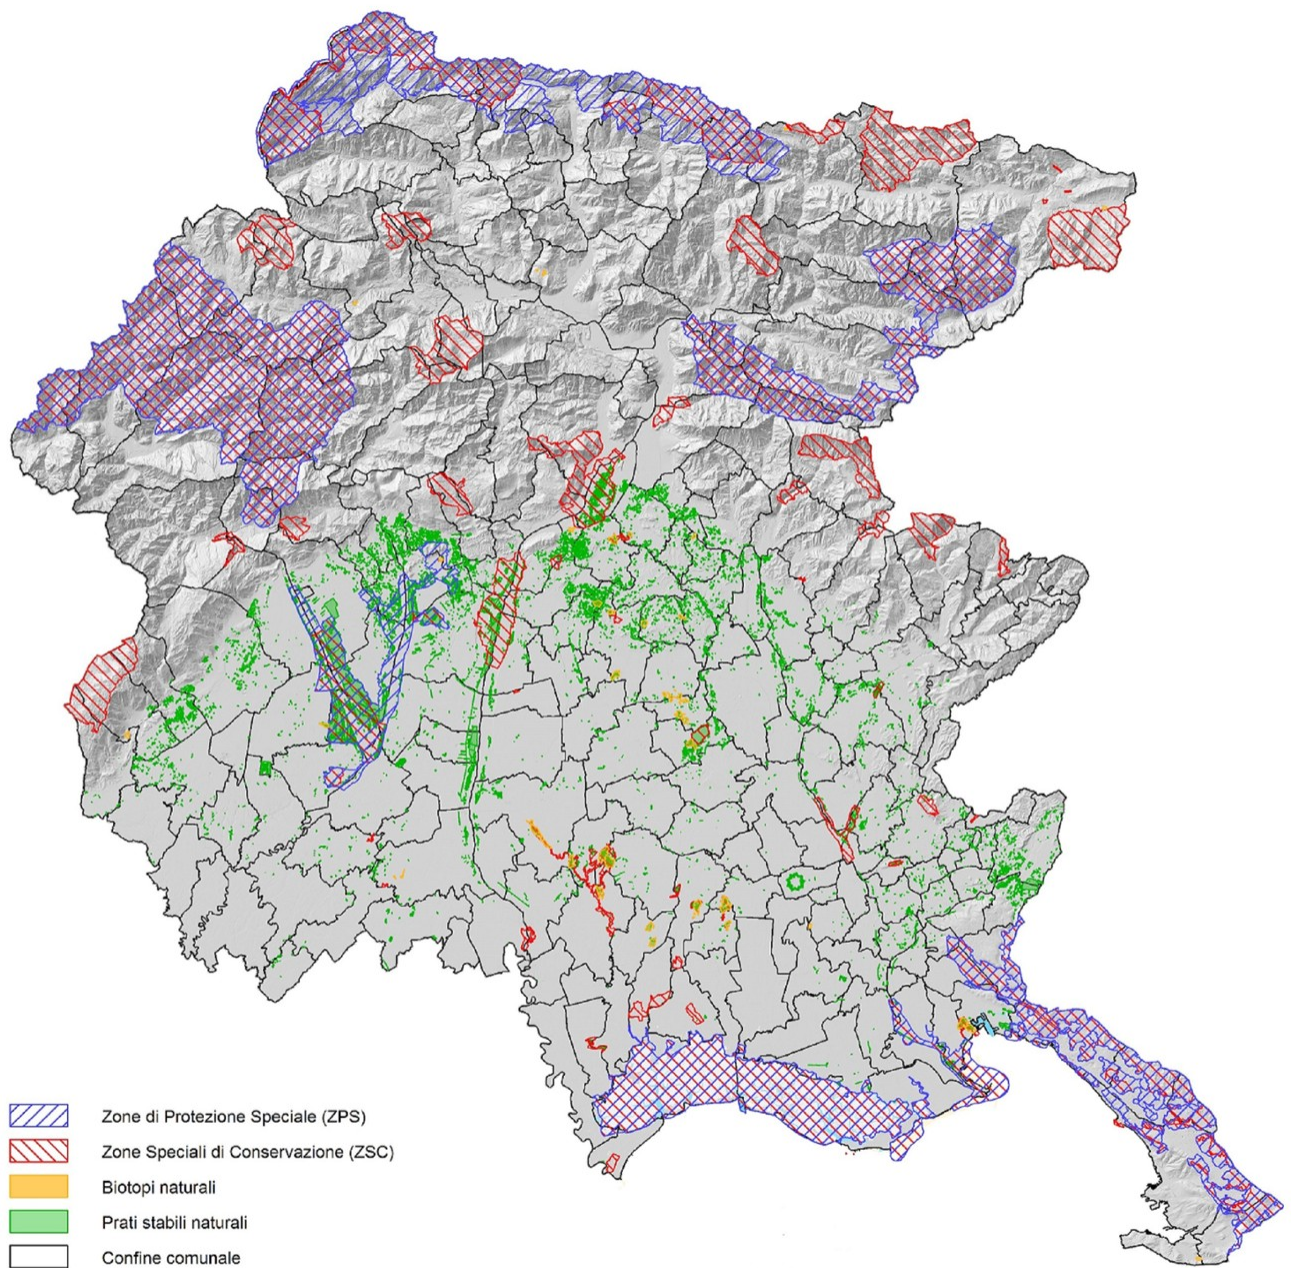 Zone di Protezione Speciale (ZPS)
Zone Speciali di Conservazione (ZSC)
Biotopi naturali
Prati stabili naturali
Confine comunale